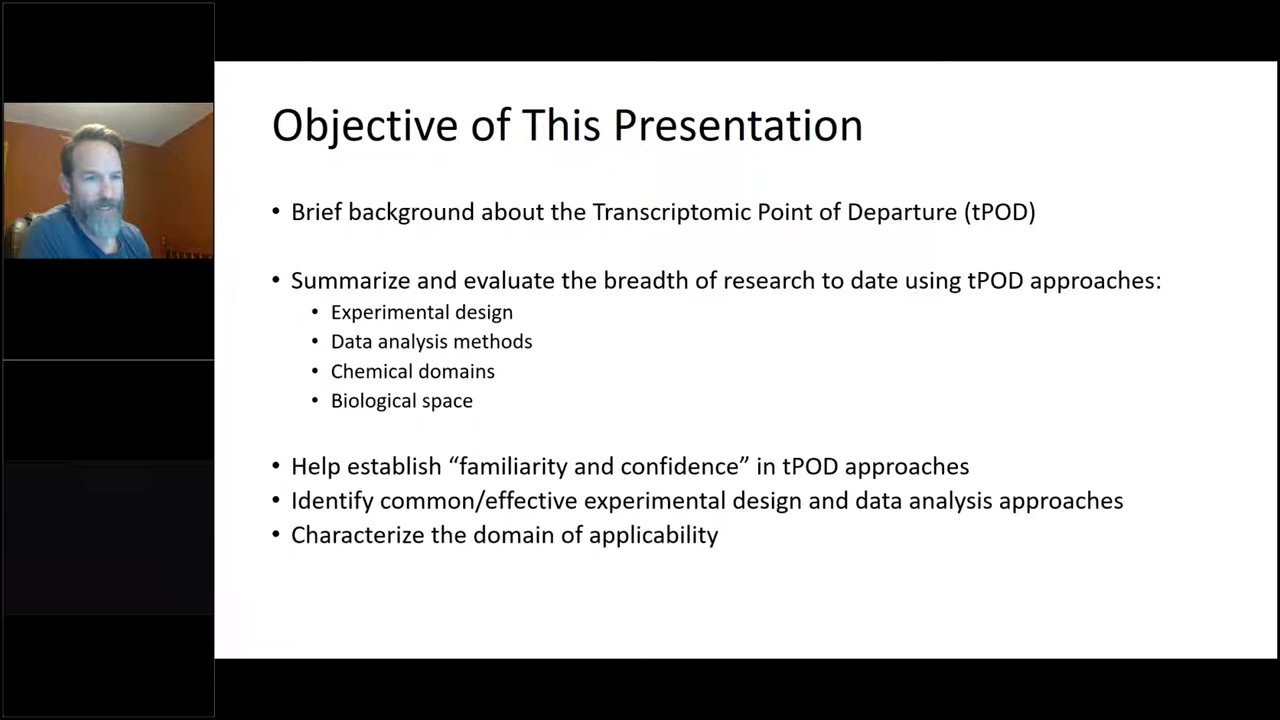 Objective of This Presentation
• Brief background about the Transcriptomic Point of Departure (tPOD)
• Summarize and evaluate the breadth of research to date using tPOD approaches:
• Experimental design
• Data analysis methods
• Chemical domains
• Biological space
• Help establish “familiarity and confidence” in tPOD approaches
• Identify common/effective experimental design and data analysis approaches
• Characterize the domain of applicability